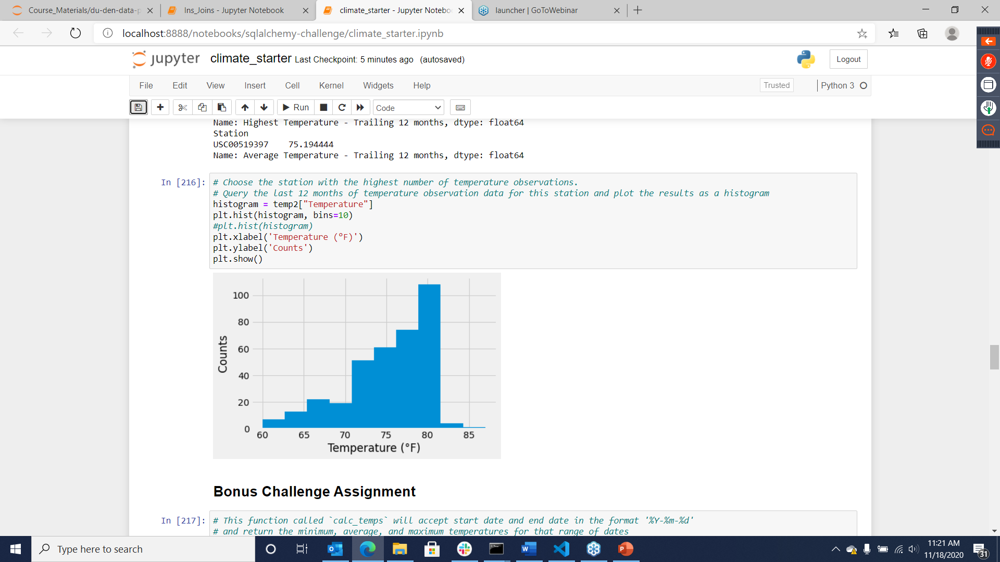 Course_Materials/du-den-data-p
Ins_Joins - Jupyter Notebook
climate_starter - Jupyter Notebo
launcher | GoToWebinar
localhost:8888/notebooks/sqlalchemy-challenge/climate_starter.ipynb
jupyter climate_starter Last Checkpoint: 5 minutes ago (autosaved)
Logout
File Edit View Insert Cell Kernel Widgets Help
Trusted
Python 3
Run
Code
Name: Highest Temperature - Trailing 12 months, dtype: float64
Station
USC00519397    75.194444
Name: Average Temperature - Trailing 12 months, dtype: float64
In [216]:
# Choose the station with the highest number of temperature observations.
# Query the last 12 months of temperature observation data for this station and plot the results as a histogram
histogram = temp2["Temperature"]
plt.hist(histogram, bins=10)
#plt.hist(histogram)
plt.xlabel('Temperature (°F)')
plt.ylabel('Counts')
plt.show()
100
80
60
40
20
0
Counts
60 65 70 75 80 85
Temperature (°F)
Bonus Challenge Assignment
In [217]:
# This function called `calc_temps` will accept start date and end date in the format '%Y-%m-%d'
# and return the minimum, average, and maximum temperatures for that range of dates
Type here to search
11:21 AM
11/18/2020
31